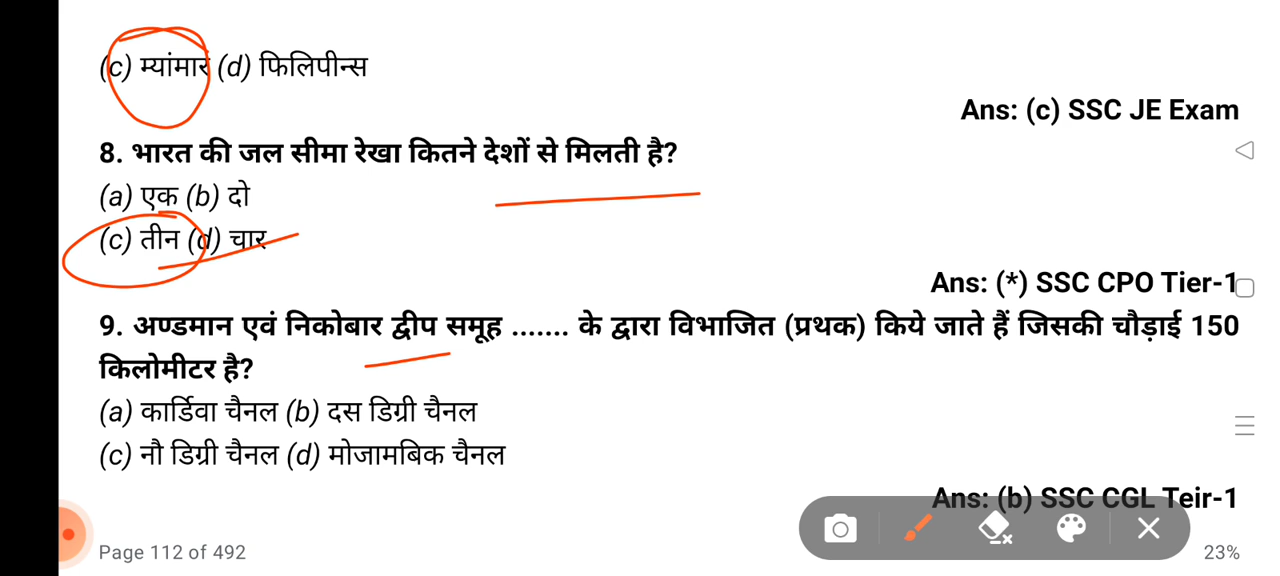 (c) म्यांमार (d) फिलिपीन्स
Ans: (c) SSC JE Exam
8. भारत की जल सीमा रेखा कितने देशों से मिलती है?
(a) एक (b) दो
(c) तीन (d) चार
Ans: (*) SSC CPO Tier-1
9. अण्डमान एवं निकोबार द्वीप समूह ....... के द्वारा विभाजित (प्रथक) किये जाते हैं जिसकी चौड़ाई 150
किलोमीटर है?
(a) कार्डिवा चैनल (b) दस डिग्री चैनल
(c) नौ डिग्री चैनल (d) मोजामबिक चैनल
Ans: (b) SSC CGL Teir-1
Page 112 of 492
23%